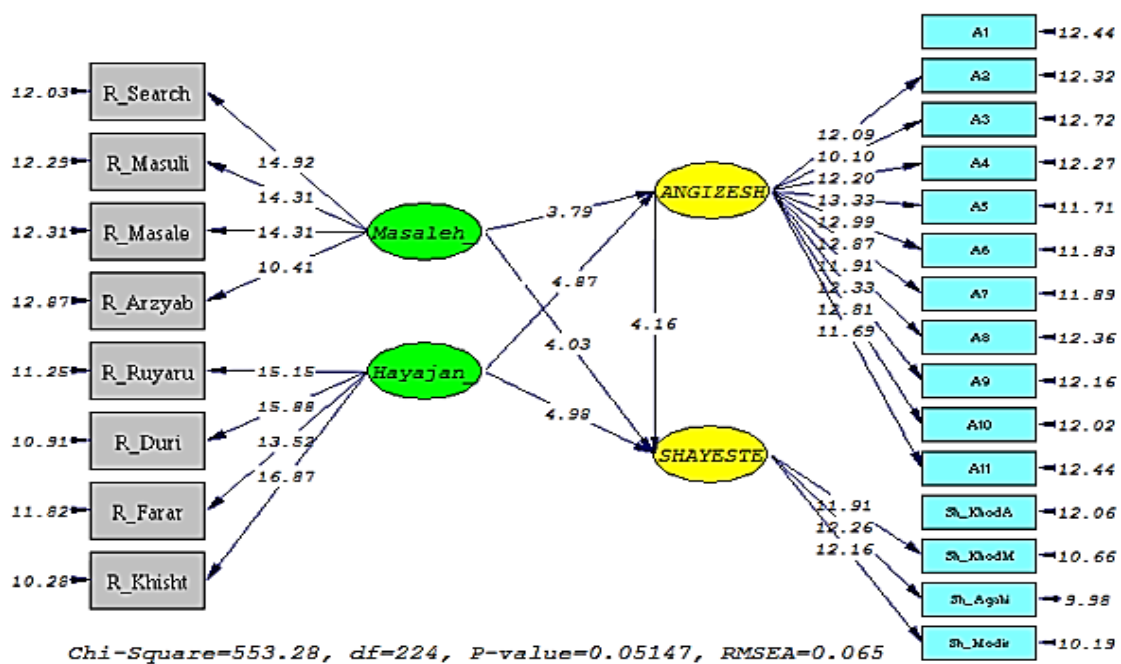 12.03 R_Search
12.29 R_Masuli
12.31 R_Masale
12.87 R_Arzyab
11.25 R_Ruyaru
10.91 R_Duri
11.82 R_Farar
10.28 R_Khisht
14.92
14.31
14.31
10.41
15.15
15.88
13.52
16.87
Masaleh_
Hayajan_
3.79
4.87
4.03
4.98
4.16
ANGIZESH
SHAYESTE
12.09
10.10
12.20
13.33
12.99
12.87
11.91
12.33
12.81
11.69
11.91
12.26
12.16
A1 12.44
A2 12.32
A3 12.72
A4 12.27
A5 11.71
A6 11.83
A7 11.89
A8 12.36
A9 12.16
A10 12.02
A11 12.44
Sh_KhodA 12.06
Sh_KhodM 10.66
Sh_Agahi 9.98
Sh_Modir 10.19
Chi-Square=553.28, df=224, P-value=0.05147, RMSEA=0.065